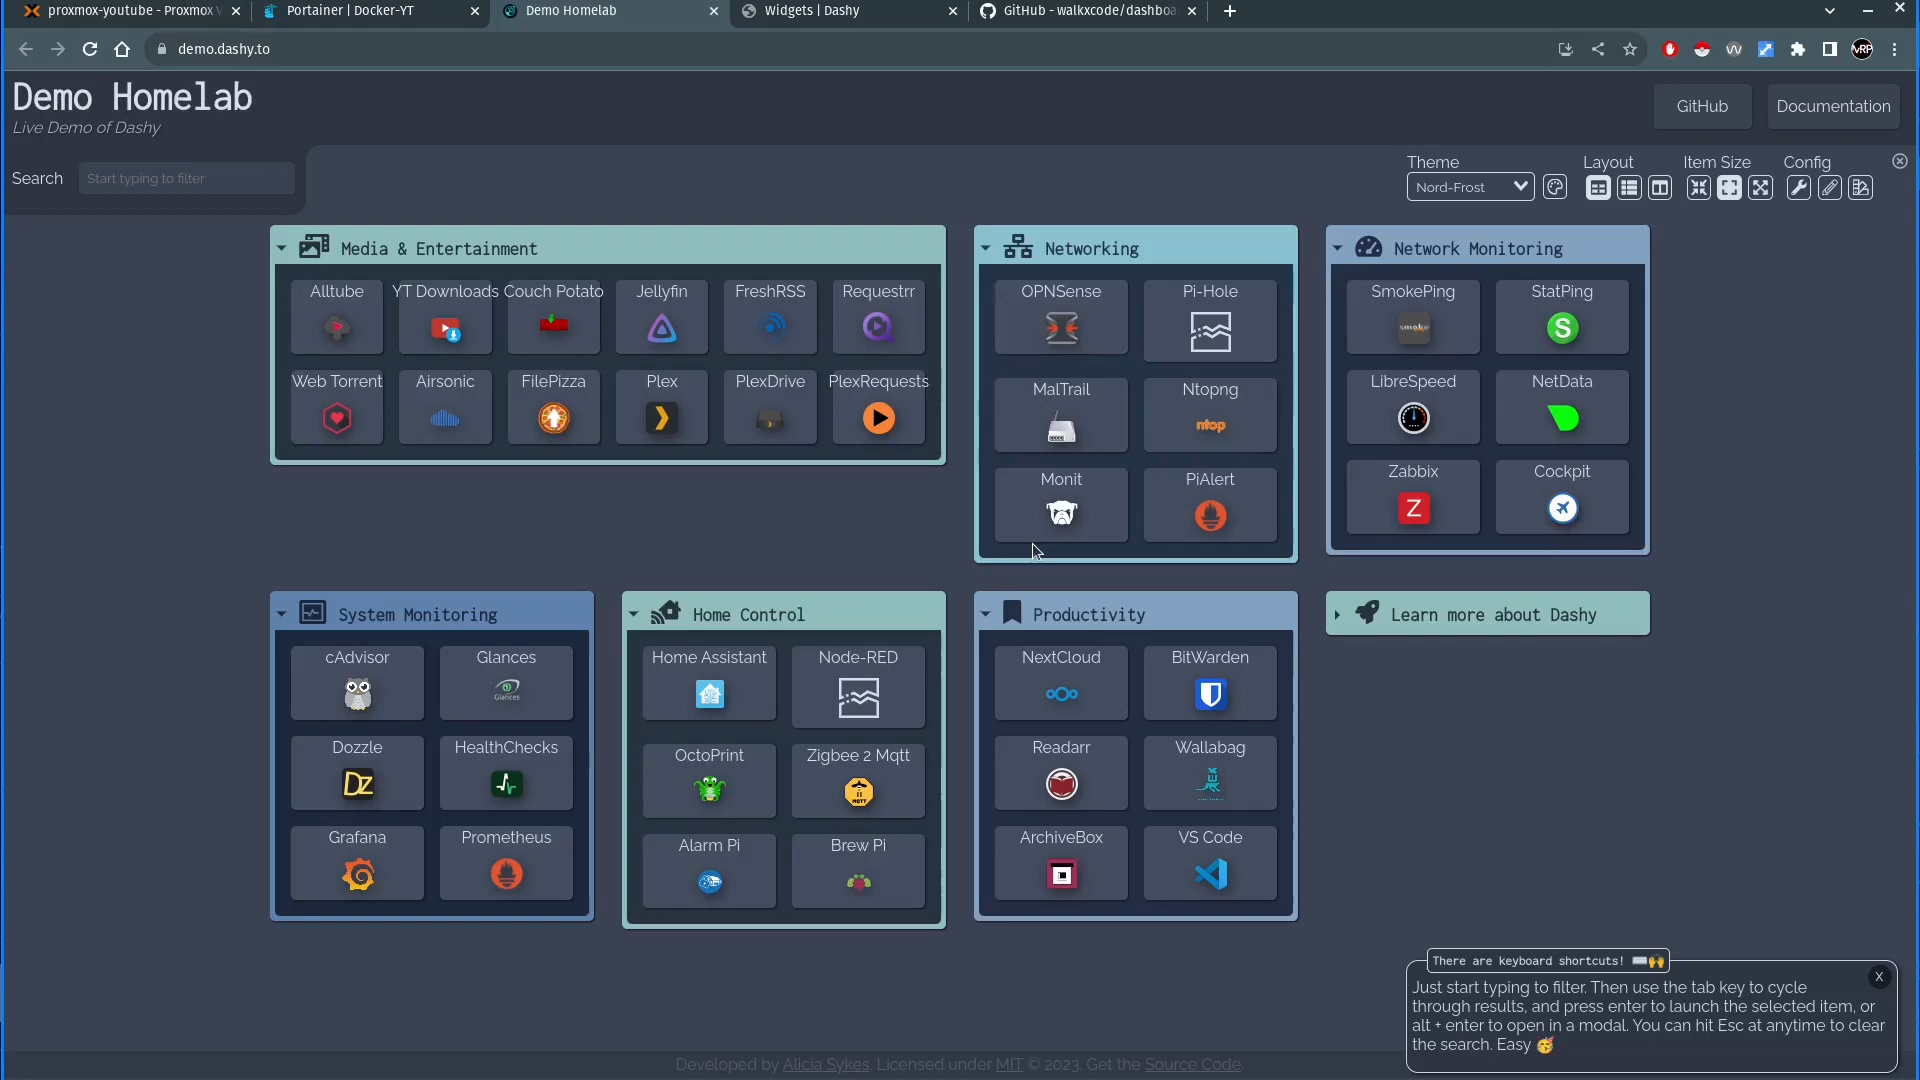 proxmox-youtube - Proxmox V
Portainer | Docker-YT
Demo Homelab
Widgets | Dashy
GitHub - walkxcode/dashboa
demo.dashy.to
VRP
Demo Homelab
Live Demo of Dashy
GitHub
Documentation
Search
Start typing to filter
Theme
Nord-Frost
Layout
Item Size
Config
Media & Entertainment
Alltube
YT Downloads
Couch Potato
Jellyfin
FreshRSS
Requestrr
Web Torrent
Airsonic
FilePizza
Plex
PlexDrive
PlexRequests
Networking
OPNSense
Pi-Hole
MalTrail
Ntopng
ntop
Monit
PiAlert
Network Monitoring
SmokePing
smoke
StatPing
S
LibreSpeed
NetData
Zabbix
Z
Cockpit
System Monitoring
cAdvisor
Glances
Glances
Dozzle
DZ
HealthChecks
Grafana
Prometheus
Home Control
Home Assistant
Node-RED
OctoPrint
Zigbee 2 Mqtt
MQTT
Alarm Pi
Brew Pi
Productivity
NextCloud
BitWarden
Readarr
Wallabag
ArchiveBox
VS Code
Learn more about Dashy
There are keyboard shortcuts! ⌨️🙌
X
Just start typing to filter. Then use the tab key to cycle
through results, and press enter to launch the selected item, or
alt + enter to open in a modal. You can hit Esc at anytime to clear
the search. Easy 🥳
Developed by Alicia Sykes. Licensed under MIT © 2023. Get the Source Code.